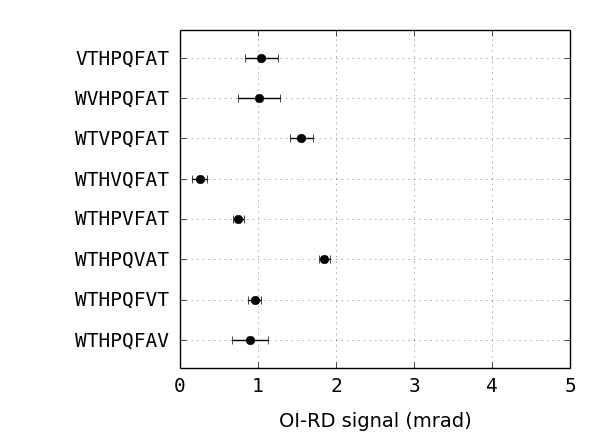 VTHPQFAT
WVHPQFAT
WTVPQFAT
WTHVQFAT
WTHPVFAT
WTHPQVAT
WTHPQFVT
WTHPQFAV
0 1 2 3 4 5
OI-RD signal (mrad)